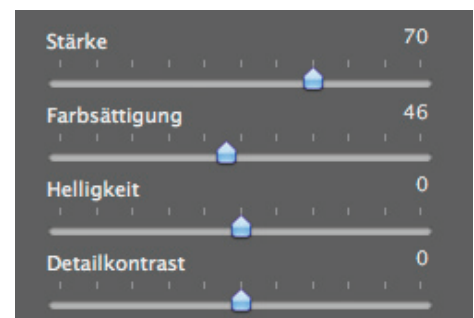 Stärke 70
Farbsättigung 46
Helligkeit 0
Detailkontrast 0